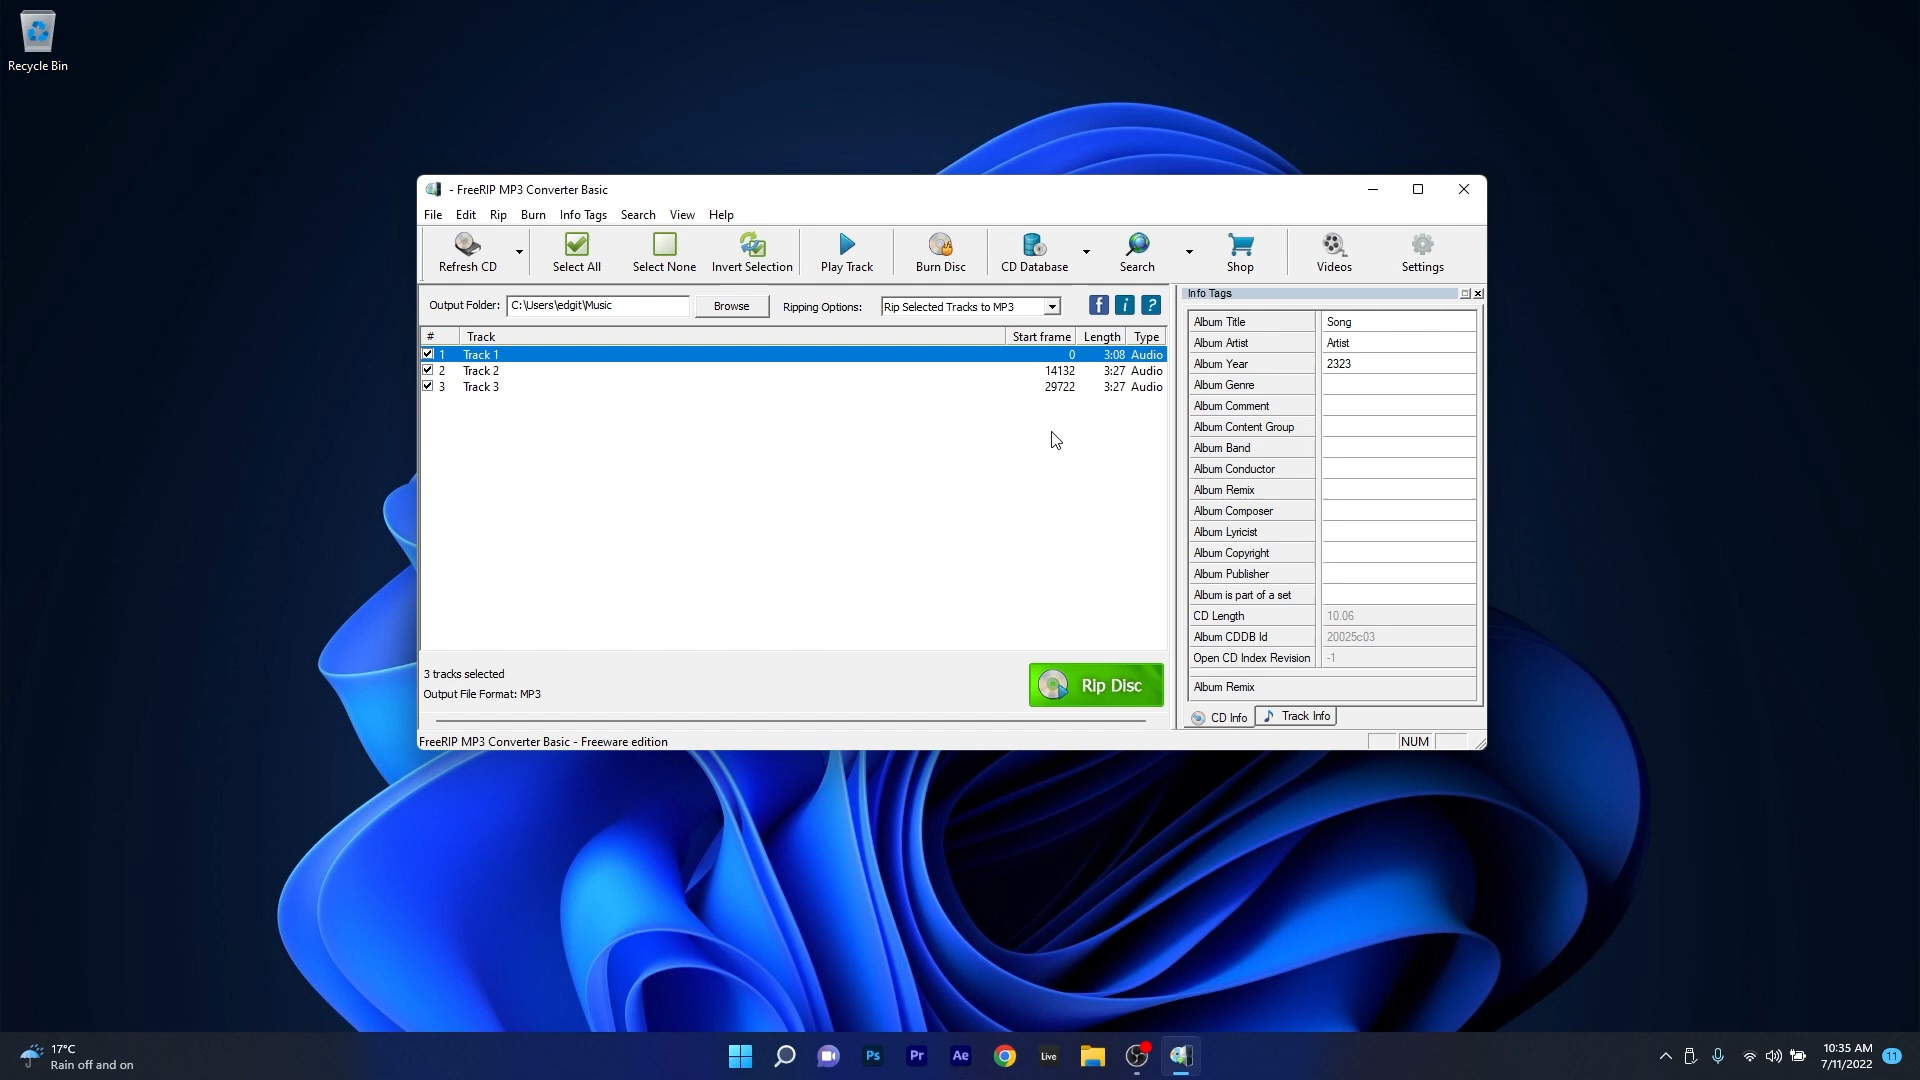 Recycle Bin
- FreeRIP MP3 Converter Basic
File Edit Rip Burn Info Tags Search View Help
Refresh CD Select All Select None Invert Selection Play Track Burn Disc CD Database Search Shop Videos Settings
Output Folder: C:\Users\edgit\Music Browse Ripping Options: Rip Selected Tracks to MP3 f i ?
# Track Start frame Length Type
1 Track 1 0 3:08 Audio
2 Track 2 14132 3:27 Audio
3 Track 3 29722 3:27 Audio
3 tracks selected
Output File Format: MP3
Rip Disc
Info Tags
Album Title Song
Album Artist Artist
Album Year 2323
Album Genre
Album Comment
Album Content Group
Album Band
Album Conductor
Album Remix
Album Composer
Album Lyricist
Album Copyright
Album Publisher
Album is part of a set
CD Length 10.06
Album CDDB Id 20025c03
Open CD Index Revision -1
Album Remix
CD Info Track Info
FreeRIP MP3 Converter Basic - Freeware edition NUM
17°C
Rain off and on
Ps Pr Ae Live
10:35 AM
7/11/2022
11